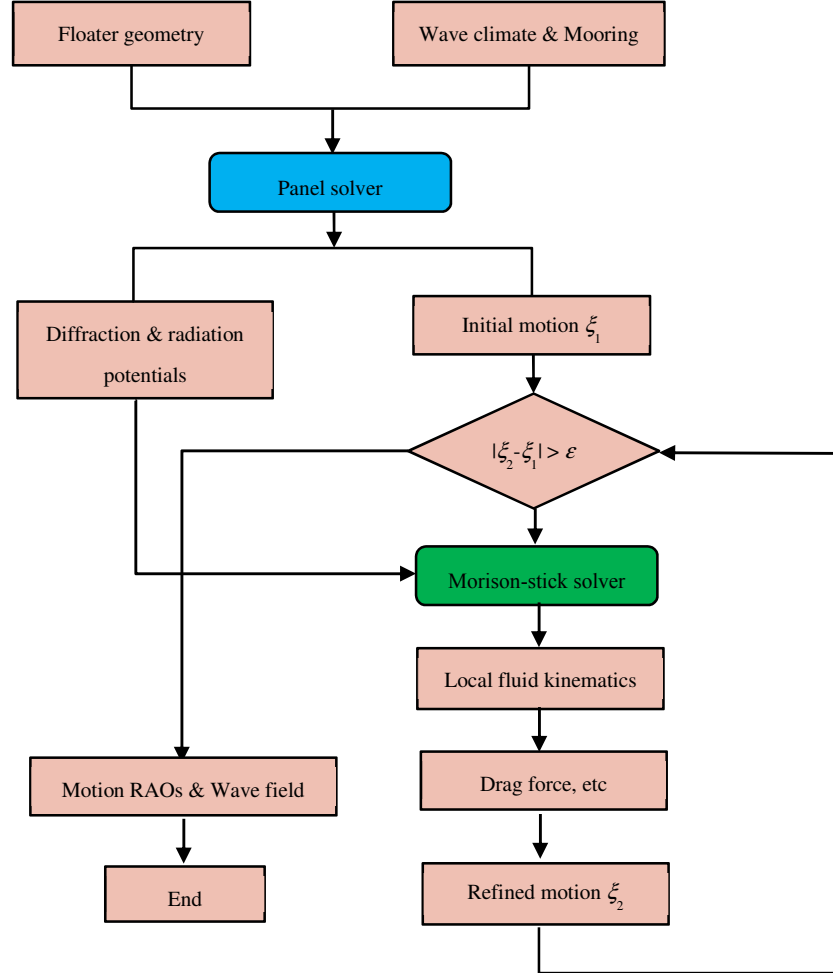 Floater geometry
Wave climate & Mooring
Panel solver
Diffraction & radiation
potentials
Initial motion ξ₁
|ξ₂-ξ₁| > ε
Morison-stick solver
Local fluid kinematics
Motion RAOs & Wave field
Drag force, etc
End
Refined motion ξ₂